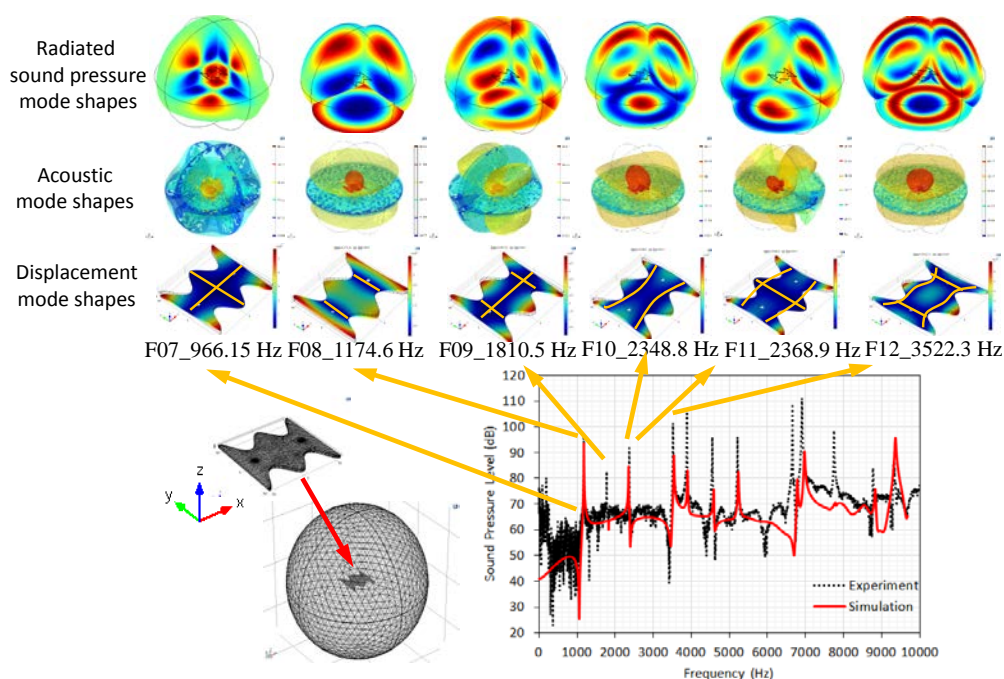 Radiated
sound pressure
mode shapes
Acoustic
mode shapes
Displacement
mode shapes
F07_966.15 Hz F08_1174.6 Hz F09_1810.5 Hz F10_2348.8 Hz F11_2368.9 Hz F12_3522.3 Hz
z
y
x
120
110
100
90
80
70
60
50
40
30
20
Sound Pressure Level (dB)
Experiment
Simulation
0 1000 2000 3000 4000 5000 6000 7000 8000 9000 10000
Frequency (Hz)